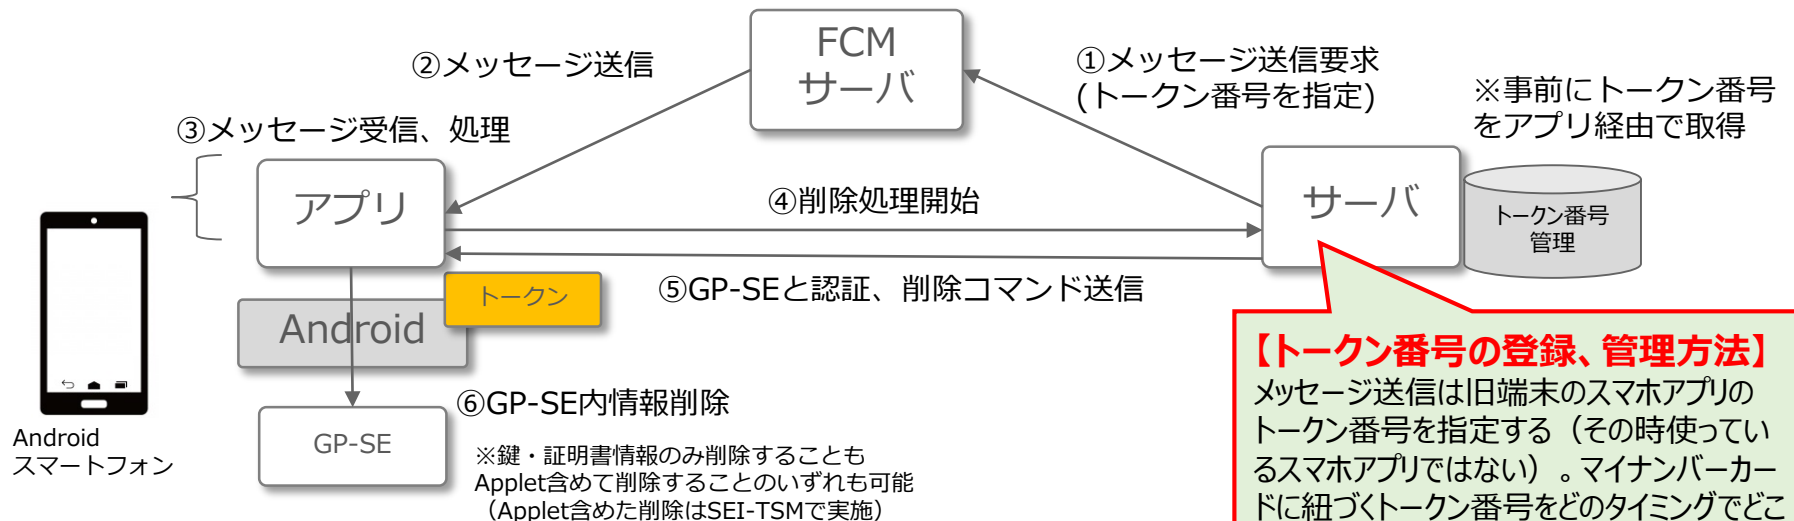 FCM
サーバ
②メッセージ送信
①メッセージ送信要求
(トークン番号を指定)
※事前にトークン番号
をアプリ経由で取得
③メッセージ受信、処理
アプリ
④削除処理開始
サーバ
トークン番号
管理
⑤GP-SEと認証、削除コマンド送信
トークン
Android
⑥GP-SE内情報削除
GP-SE
Android
スマートフォン
※鍵・証明書情報のみ削除することも
Applet含めて削除することのいずれも可能
（Applet含めた削除はSEI-TSMで実施）
【トークン番号の登録、管理方法】
メッセージ送信は旧端末のスマホアプリの
トークン番号を指定する（その時使ってい
るスマホアプリではない）。マイナンバーカー
ドに紐づくトークン番号をどのタイミングでどこ